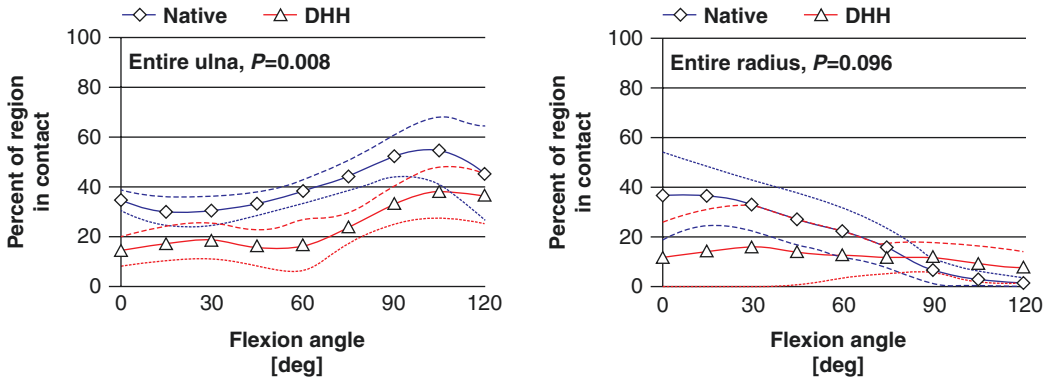 Native DHH
100
80
60
40
20
0
Entire ulna, P=0.008
Percent of region
in contact
0 30 60 90 120
Flexion angle
[deg]
Native DHH
100
80
60
40
20
0
Entire radius, P=0.096
Percent of region
in contact
0 30 60 90 120
Flexion angle
[deg]